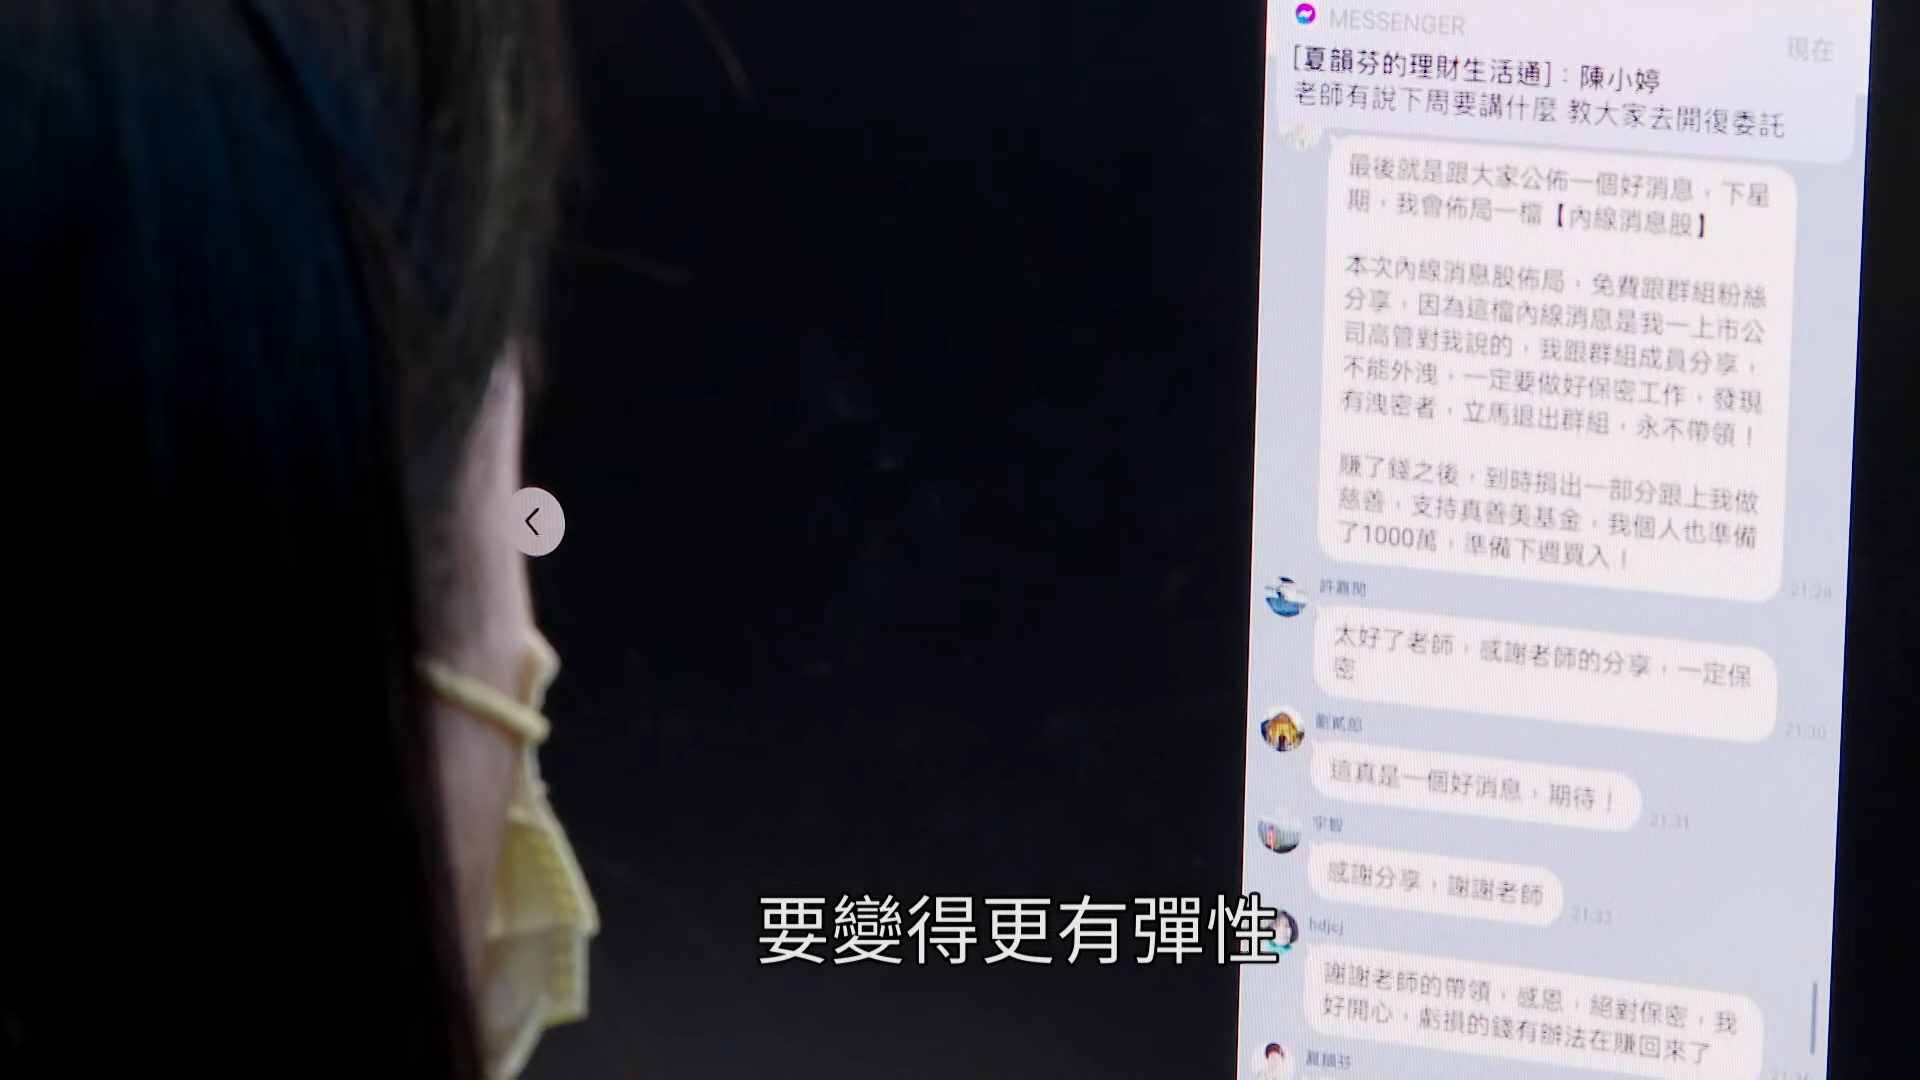 MESSENGER
現在
[夏韻芬的理財生活通]：陳小婷
老師有說下周要講什麼 教大家去開復委託
最後就是跟大家公佈一個好消息，下星
期，我會佈局一檔【內線消息股】
本次內線消息股佈局，免費跟群組粉絲
分享，因為這檔內線消息是我一上市公
司高管對我說的，我跟群組成員分享，
不能外洩，一定要做好保密工作，發現
有洩密者，立馬退出群組，永不帶領！
賺了錢之後，到時捐出一部分跟上我做
慈善，支持真善美基金，我個人也準備
了1000萬，準備下週買入！
21:28
太好了老師，感謝老師的分享，一定保
密
21:30
這真是一個好消息，期待！
21:31
感謝分享，謝謝老師
21:33
hdjcj
謝謝老師的帶領，感恩，絕對保密，我
好開心，虧損的錢有辦法在賺回來了
夏韻芬
要變得更有彈性